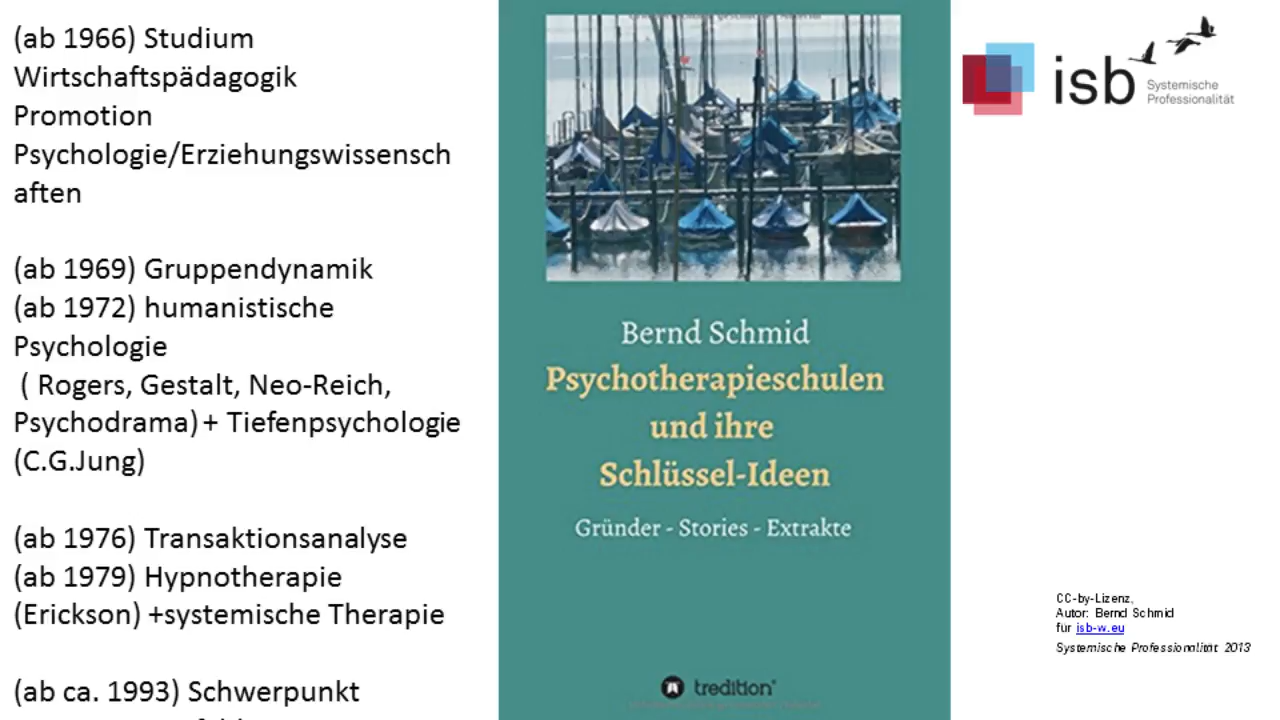 (ab 1966) Studium
Wirtschaftspädagogik
Promotion
Psychologie/Erziehungswissensch
aften
(ab 1969) Gruppendynamik
(ab 1972) humanistische
Psychologie
( Rogers, Gestalt, Neo-Reich,
Psychodrama) + Tiefenpsychologie
(C.G.Jung)
(ab 1976) Transaktionsanalyse
(ab 1979) Hypnotherapie
(Erickson) +systemische Therapie
(ab ca. 1993) Schwerpunkt
Bernd Schmid
Psychotherapieschulen
und ihre
Schlüssel-Ideen
Gründer - Stories - Extrakte
tredition®
isb
Systemische
Professionalität
CC-by-Lizenz,
Autor: Bernd Schmid
für isb-w.eu
Systemische Professionalität 2013